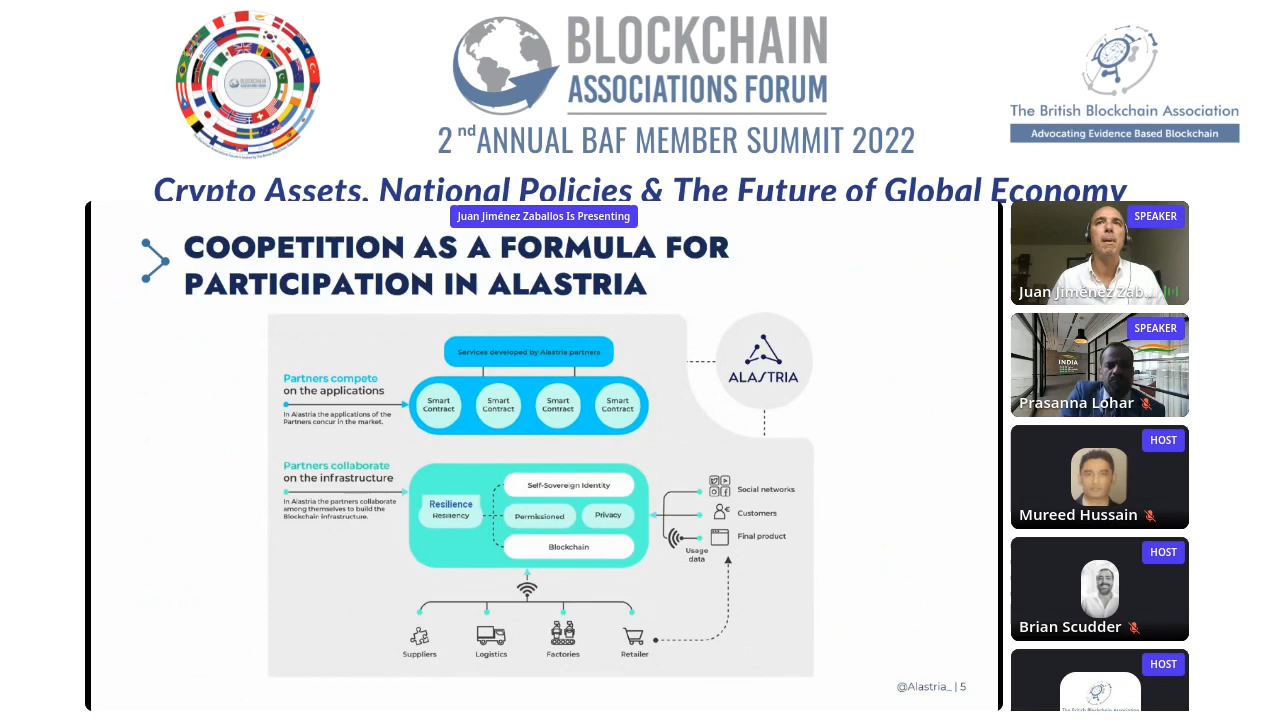 BLOCKCHAIN
ASSOCIATIONS FORUM
2nd ANNUAL BAF MEMBER SUMMIT 2022
The British Blockchain Association
Advocating Evidence Based Blockchain
Crypto Assets, National Policies & The Future of Global Economy
Juan Jiménez Zaballos Is Presenting
COOPETITION AS A FORMULA FOR
PARTICIPATION IN ALASTRIA
Services developed by Alastria partners
ALASTRIA
Partners compete
on the applications
In Alastria the applications of the
Partners concur in the market.
Smart
Contract
Smart
Contract
Smart
Contract
Smart
Contract
Partners collaborate
on the infrastructure
In Alastria the partners collaborate
among themselves to build the
Blockchain infrastructure.
Resilience
Resiliency
Self-Sovereign Identity
Permissioned
Privacy
Blockchain
Social networks
Customers
Final product
Usage
data
Suppliers
Logistics
Factories
Retailer
@Alastria_ | 5
SPEAKER
Juan Jiménez Zab...
SPEAKER
INDIA
Prasanna Lohar
HOST
Mureed Hussain
HOST
Brian Scudder
HOST